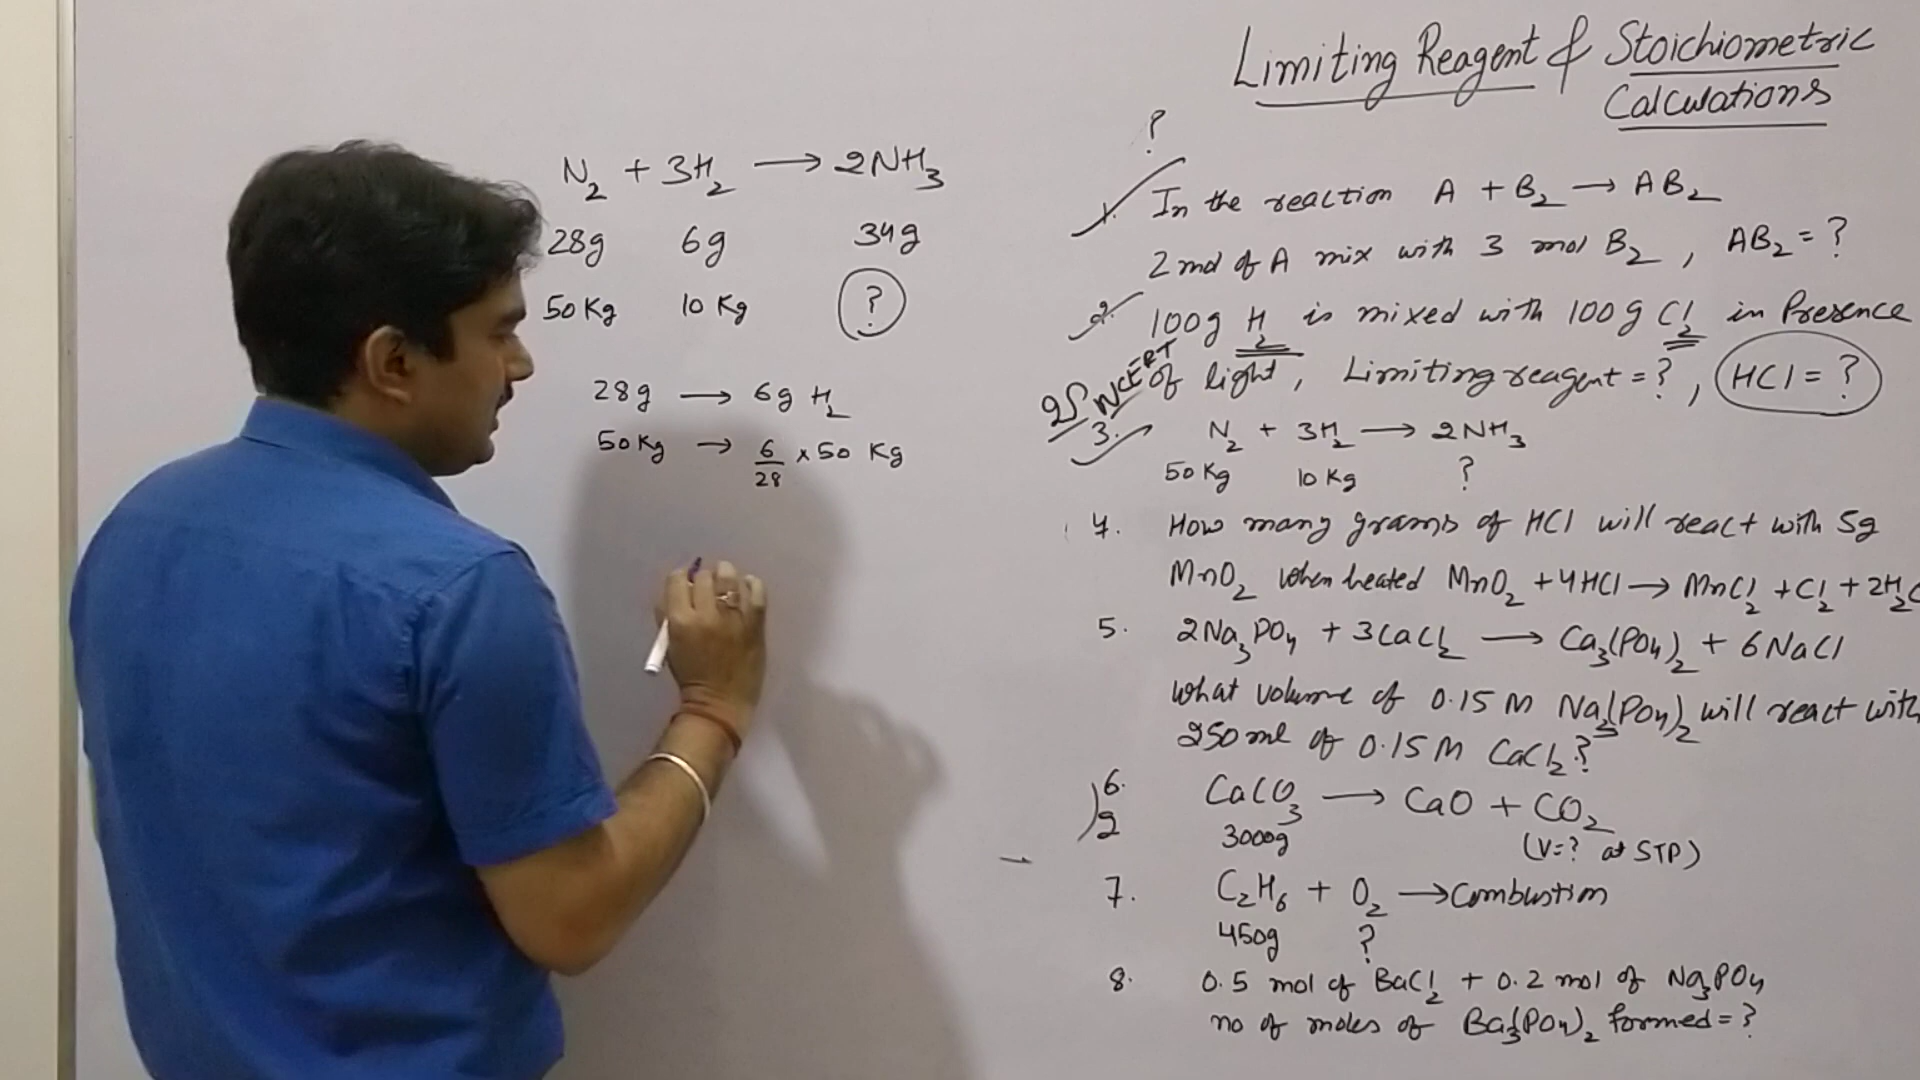 Limiting Reagent & Stoichiometric
Calculations
N2 + 3H2 → 2NH3
28g 6g 34g
50 Kg 10 Kg ?
28g → 6g H2
50Kg → 6/28 × 50 Kg
?
1. In the reaction A + B2 → AB2
2 mol of A mix with 3 mol B2, AB2 = ?
2. 100g H2 is mixed with 100g Cl2 in Presence
of light, Limiting reagent = ?, HCl = ?
NCERT
3. N2 + 3H2 → 2NH3
50 Kg 10 Kg ?
4. How many grams of HCl will react with 5g
MnO2 when heated MnO2 + 4HCl → MnCl2 + Cl2 + 2H2O
5. 2Na3PO4 + 3CaCl2 → Ca3(PO4)2 + 6NaCl
What volume of 0.15 M Na3(PO4)2 will react with
250 ml of 0.15 M CaCl2?
6. CaCO3 → CaO + CO2
3000g (V=? at STP)
7. C2H6 + O2 → Combustion
450g ?
8. 0.5 mol of BaCl2 + 0.2 mol of Na3PO4
no of moles of Ba3(PO4)2 formed = ?